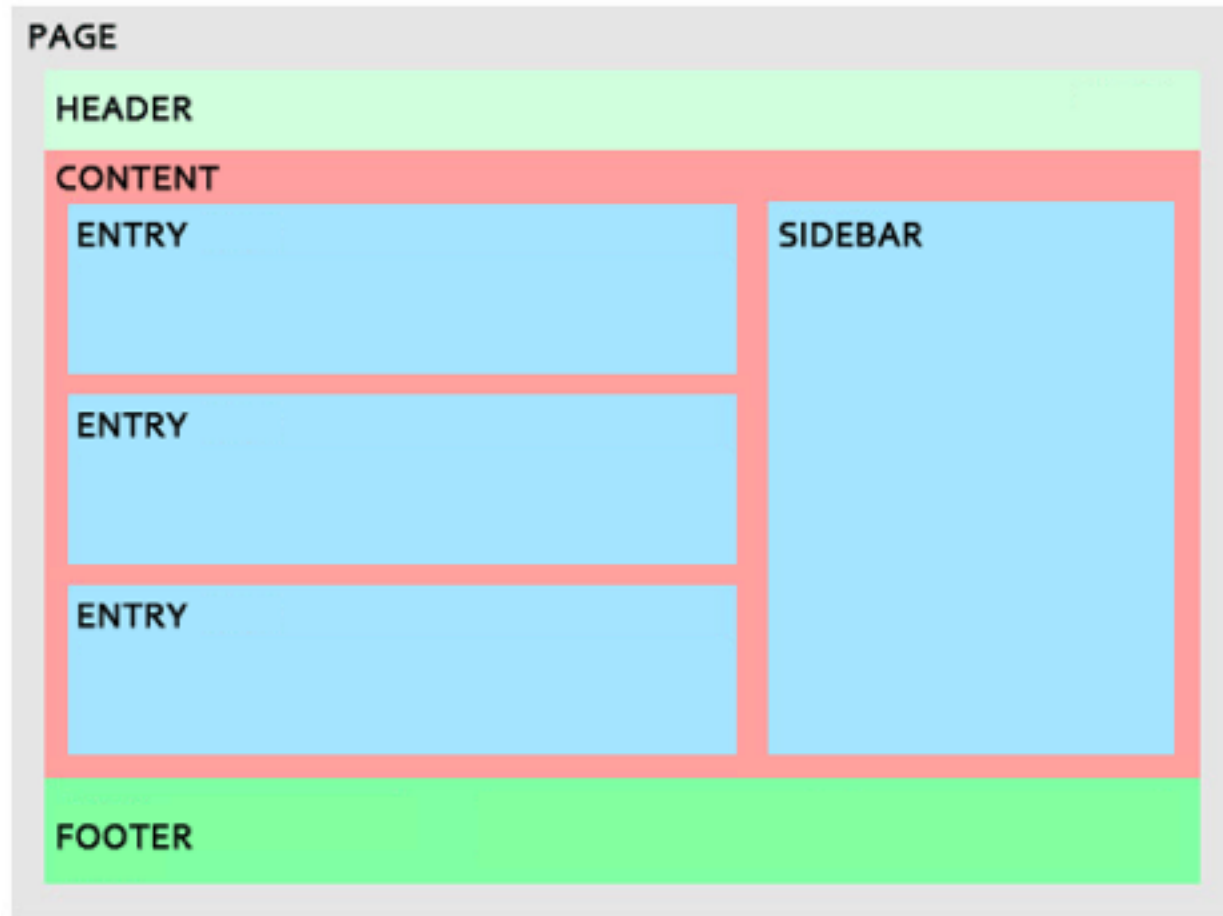 PAGE
HEADER
CONTENT
ENTRY
SIDEBAR
ENTRY
ENTRY
FOOTER